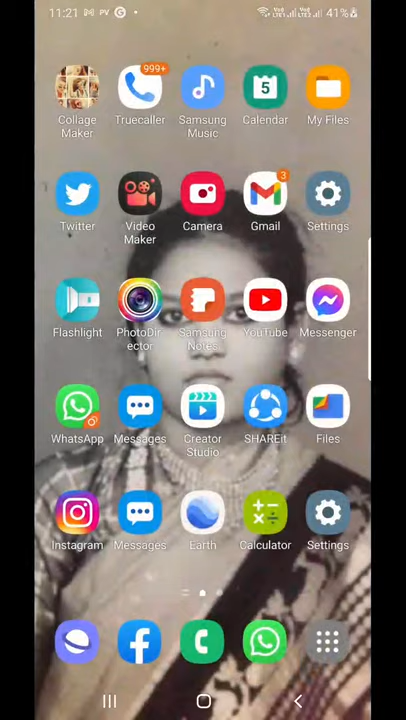 11:21 PV G 41%
999+
Collage Maker
Truecaller
Samsung Music
5
Calendar
My Files
Twitter
Video Maker
Camera
3
Gmail
Settings
Flashlight
PhotoDirector
Samsung Notes
YouTube
Messenger
WhatsApp
Messages
Creator Studio
SHAREit
Files
Instagram
Messages
Earth
Calculator
Settings